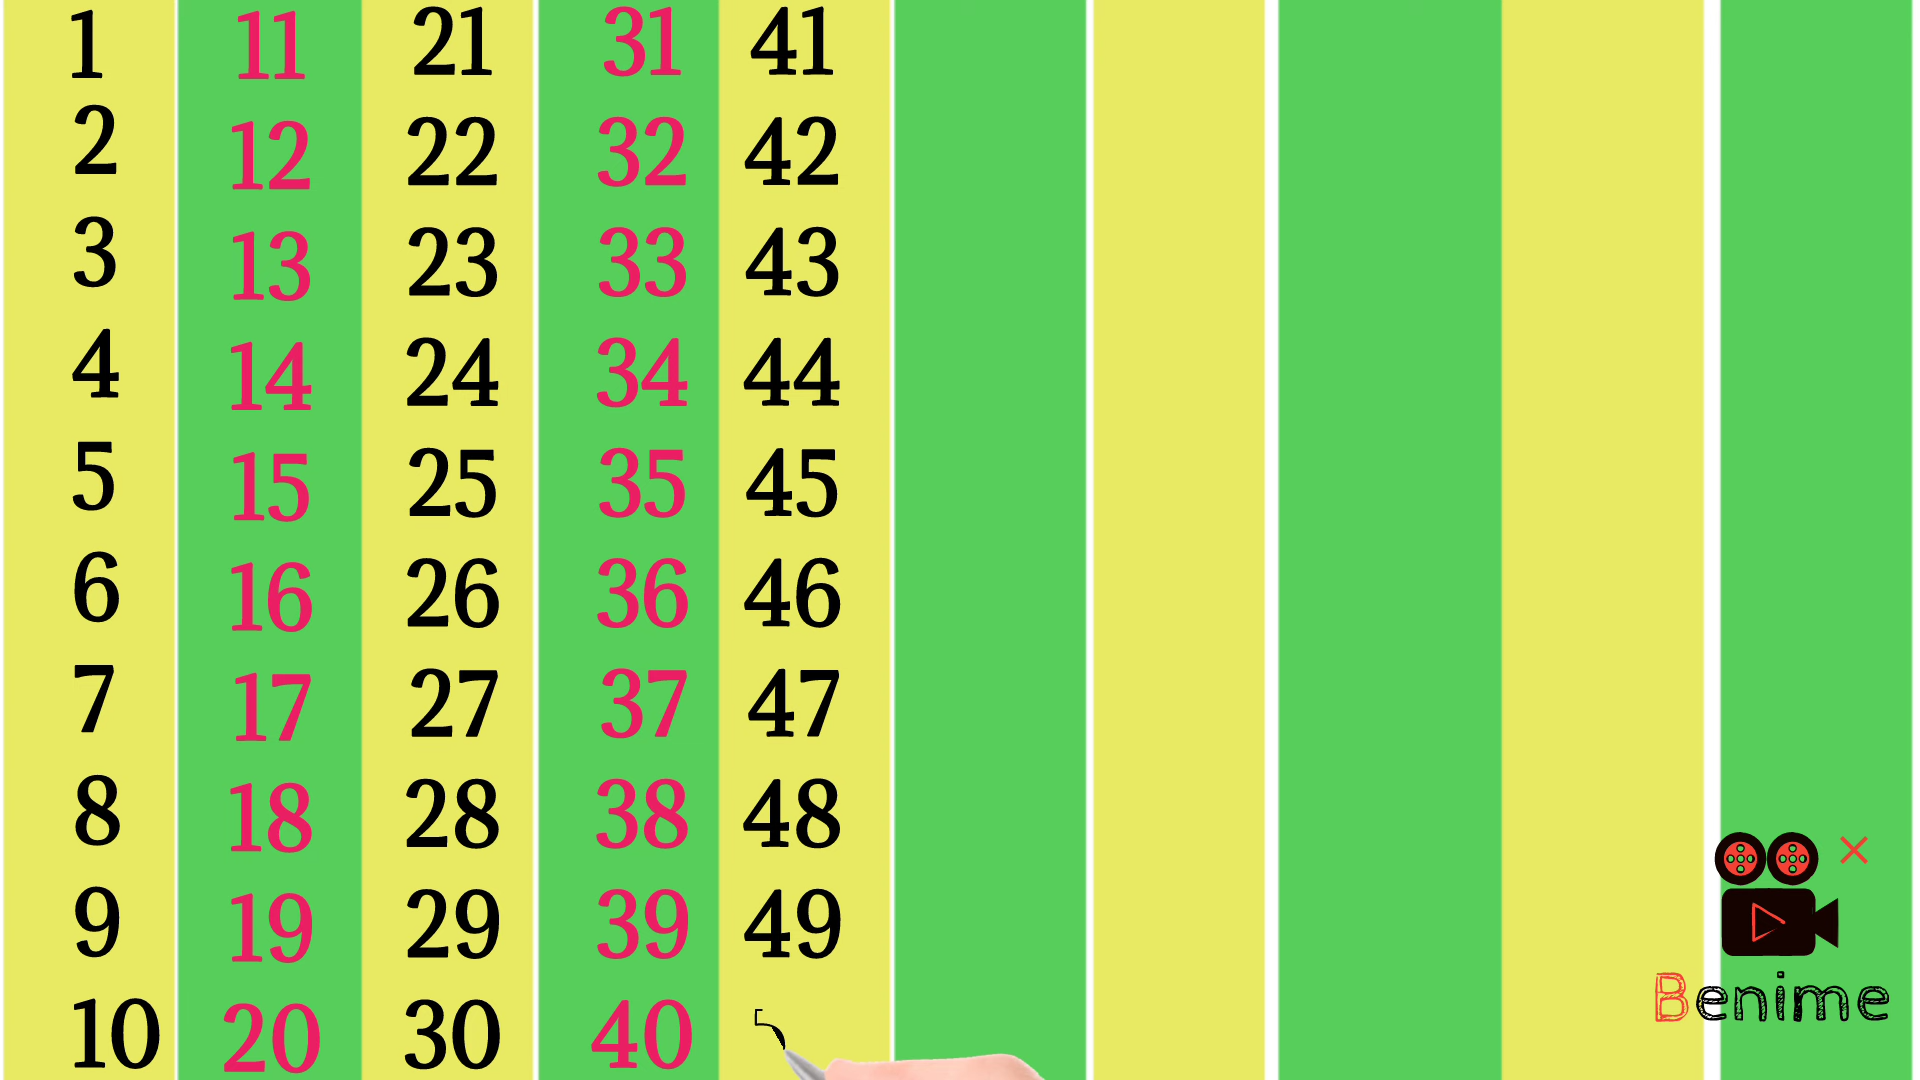 1 11 21 31 41
2 12 22 32 42
3 13 23 33 43
4 14 24 34 44
5 15 25 35 45
6 16 26 36 46
7 17 27 37 47
8 18 28 38 48
9 19 29 39 49
10 20 30 40
Benime